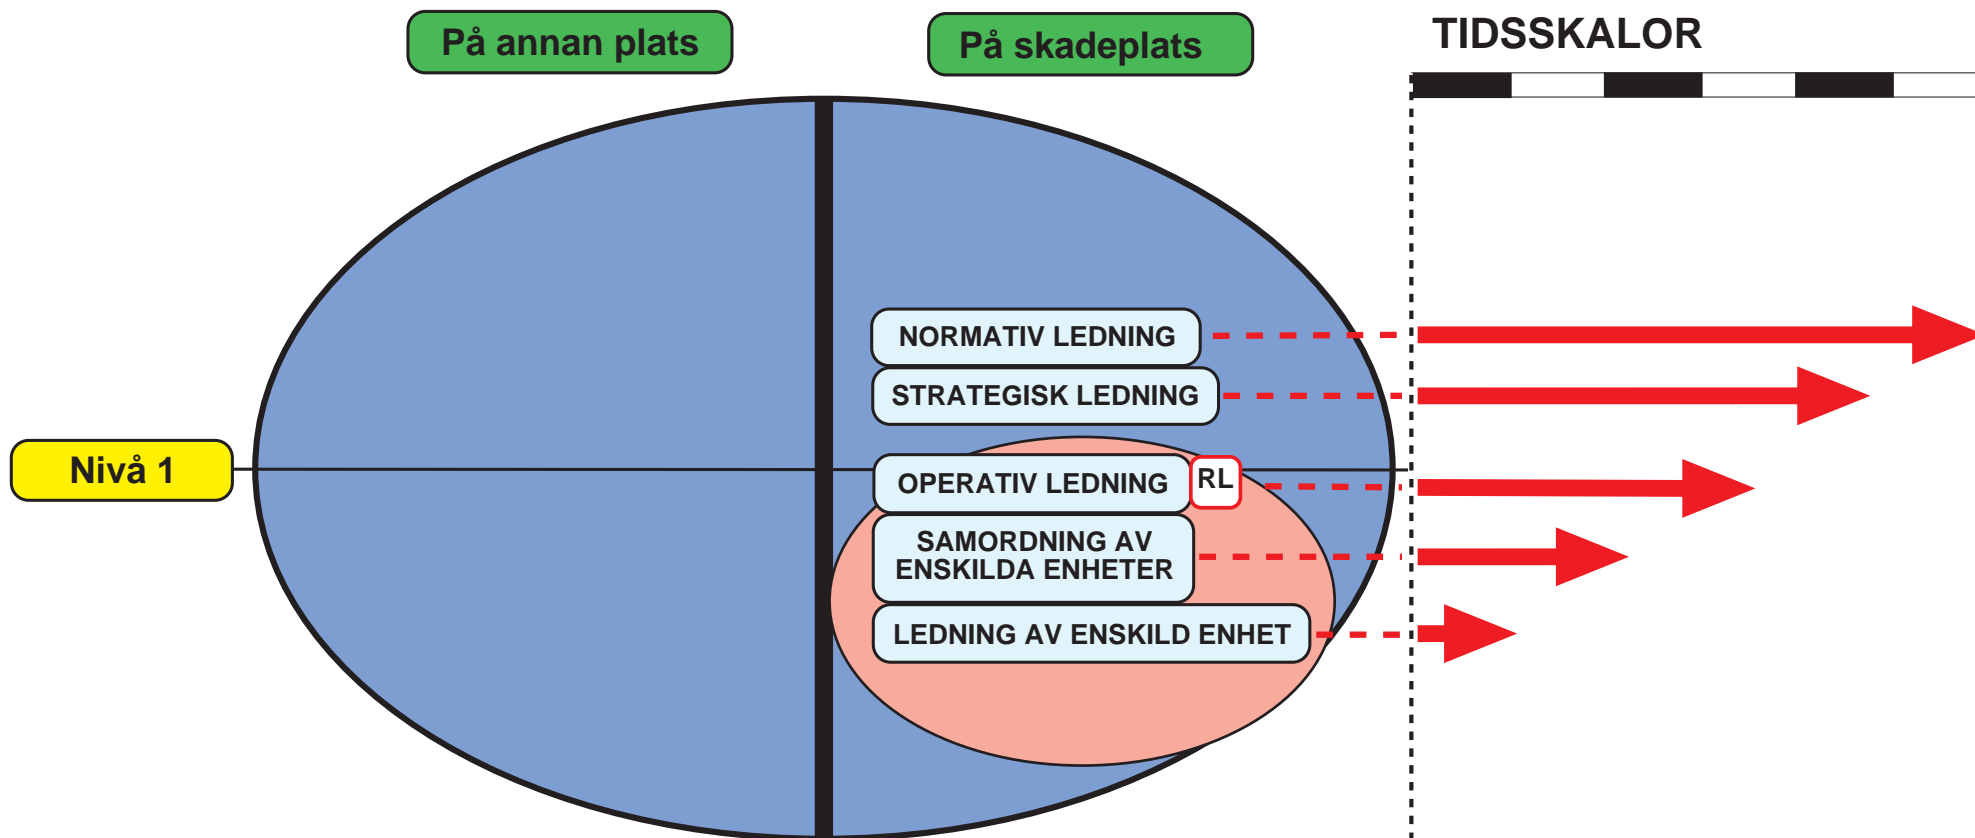 På annan plats
På skadeplats
TIDSSKALOR
NORMATIV LEDNING
STRATEGISK LEDNING
Nivå 1
OPERATIV LEDNING
RL
SAMORDNING AV
ENSKILDA ENHETER
LEDNING AV ENSKILD ENHET